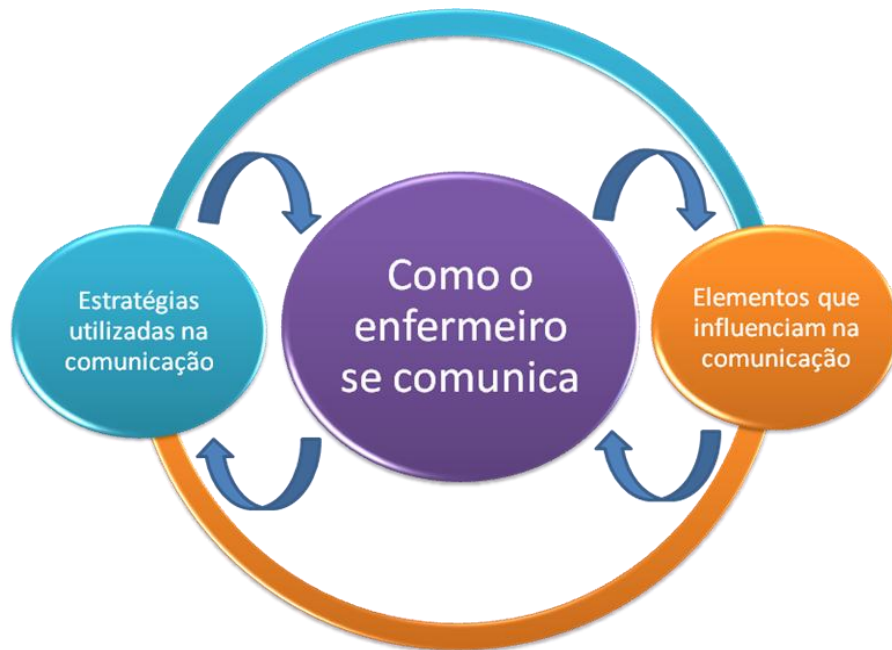 Estratégias
utilizadas na
comunicação
Como o
enfermeiro
se comunica
Elementos que
influenciam na
comunicação